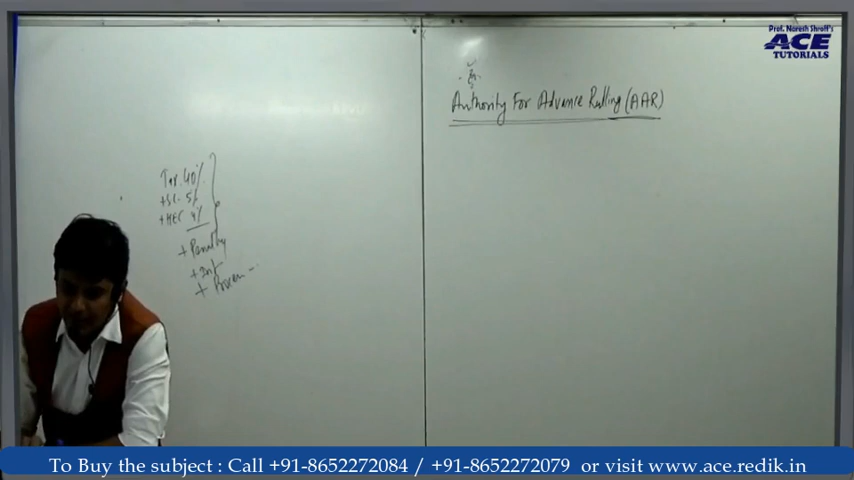 Prof. Naresh Shroff's
ACE
TUTORIALS
Authority For Advance Rulling (AAR)
Tax 40%
+SC 5%
+HEC 4%
+ Penalty
+ Int
+
To Buy the subject : Call +91-8652272084 / +91-8652272079 or visit www.ace.redik.in